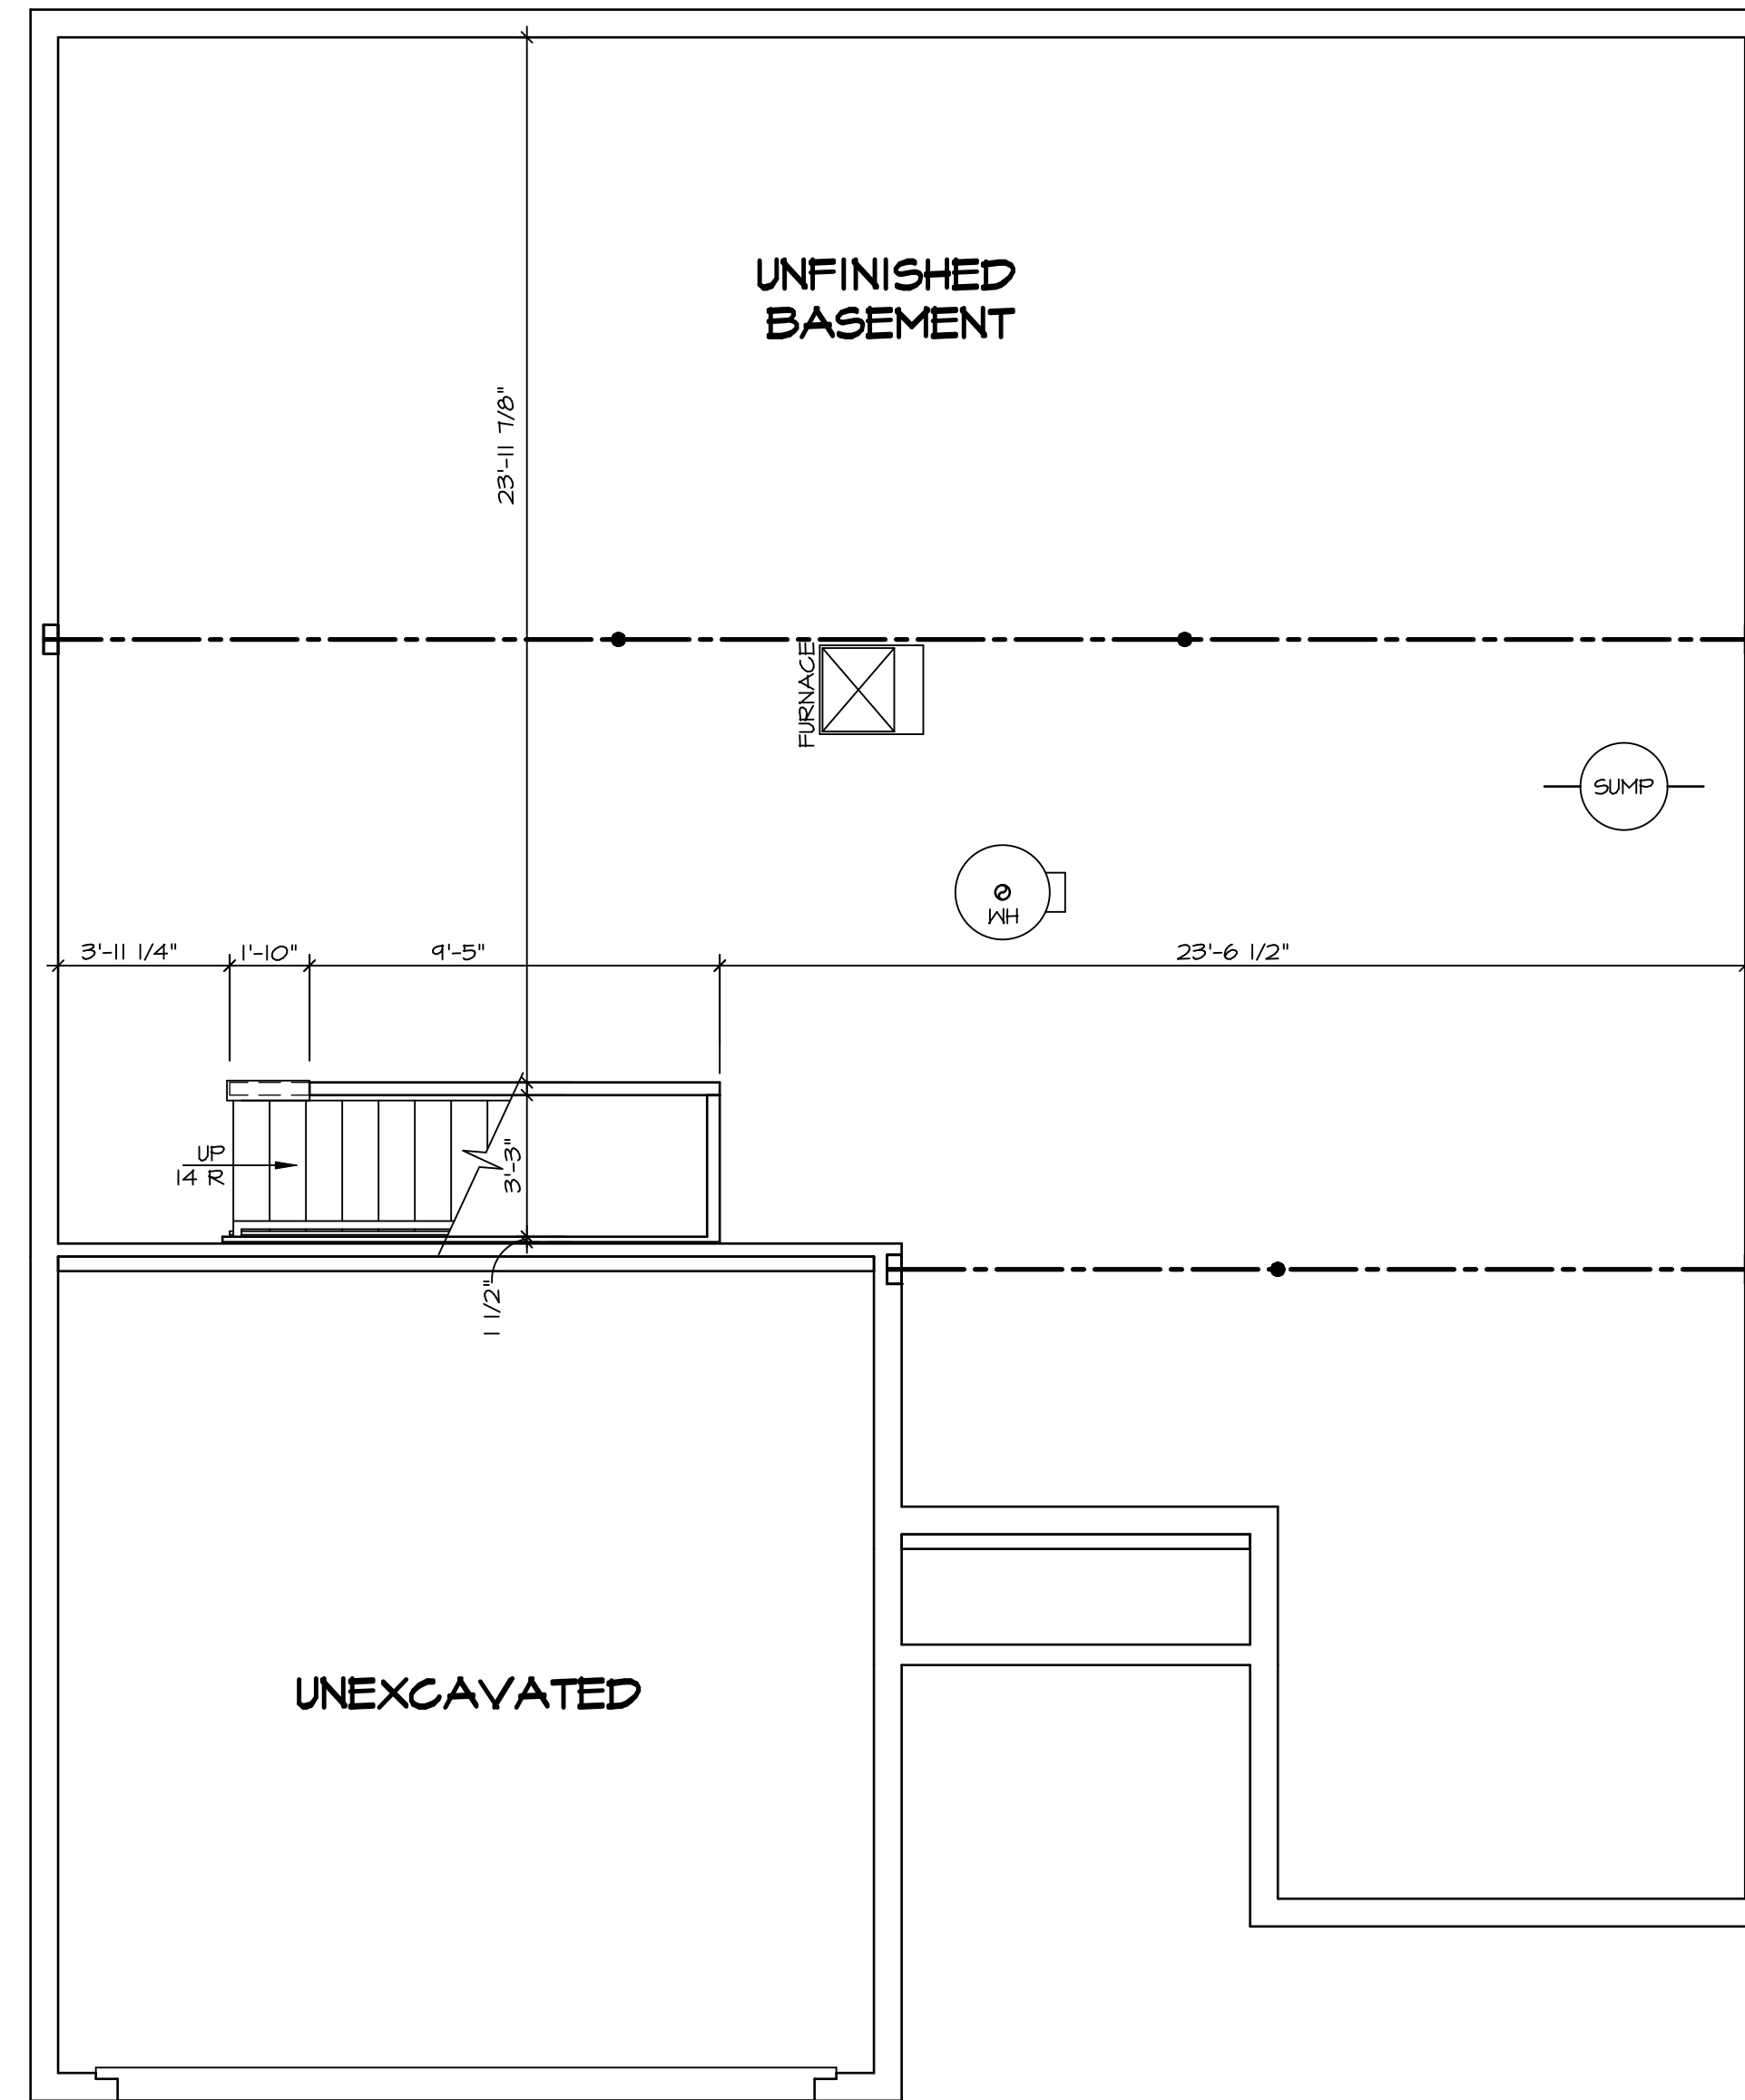 UNFINISHED
BASEMENT
23'-11 7/8"
FURNACE
SUMP
WH
3'-11 1/4"
1'-10"
9'-5"
23'-6 1/2"
UP
14 R
3'-3"
1 1/2"
UNEXCAVATED